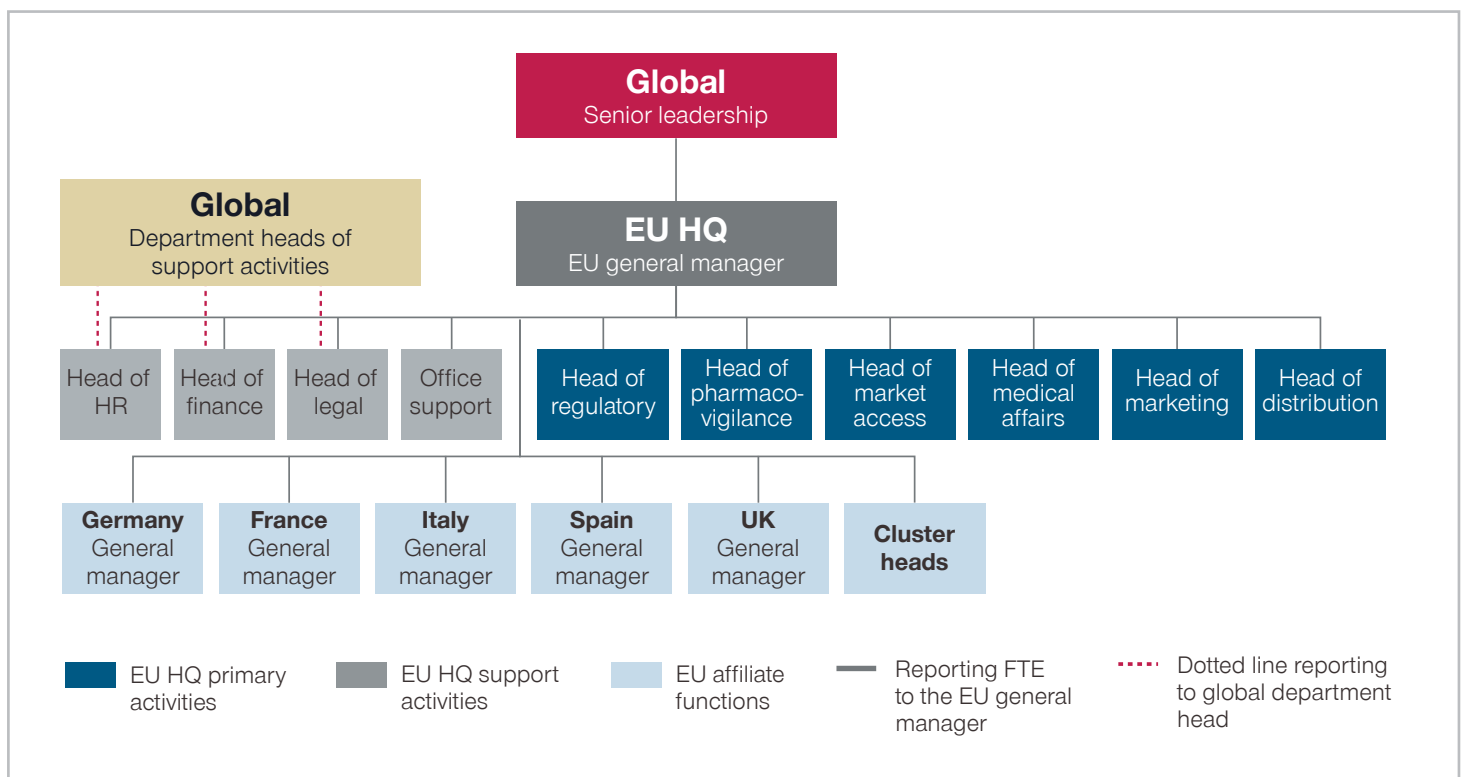 Global
Senior leadership
Global
Department heads of
support activities
EU HQ
EU general manager
Head of
HR
Head of
finance
Head of
legal
Office
support
Head of
regulatory
Head of
pharmaco-
vigilance
Head of
market
access
Head of
medical
affairs
Head of
marketing
Head of
distribution
Germany
General
manager
France
General
manager
Italy
General
manager
Spain
General
manager
UK
General
manager
Cluster
heads
EU HQ primary
activities
EU HQ support
activities
EU affiliate
functions
Reporting FTE
to the EU general
manager
Dotted line reporting
to global department
head